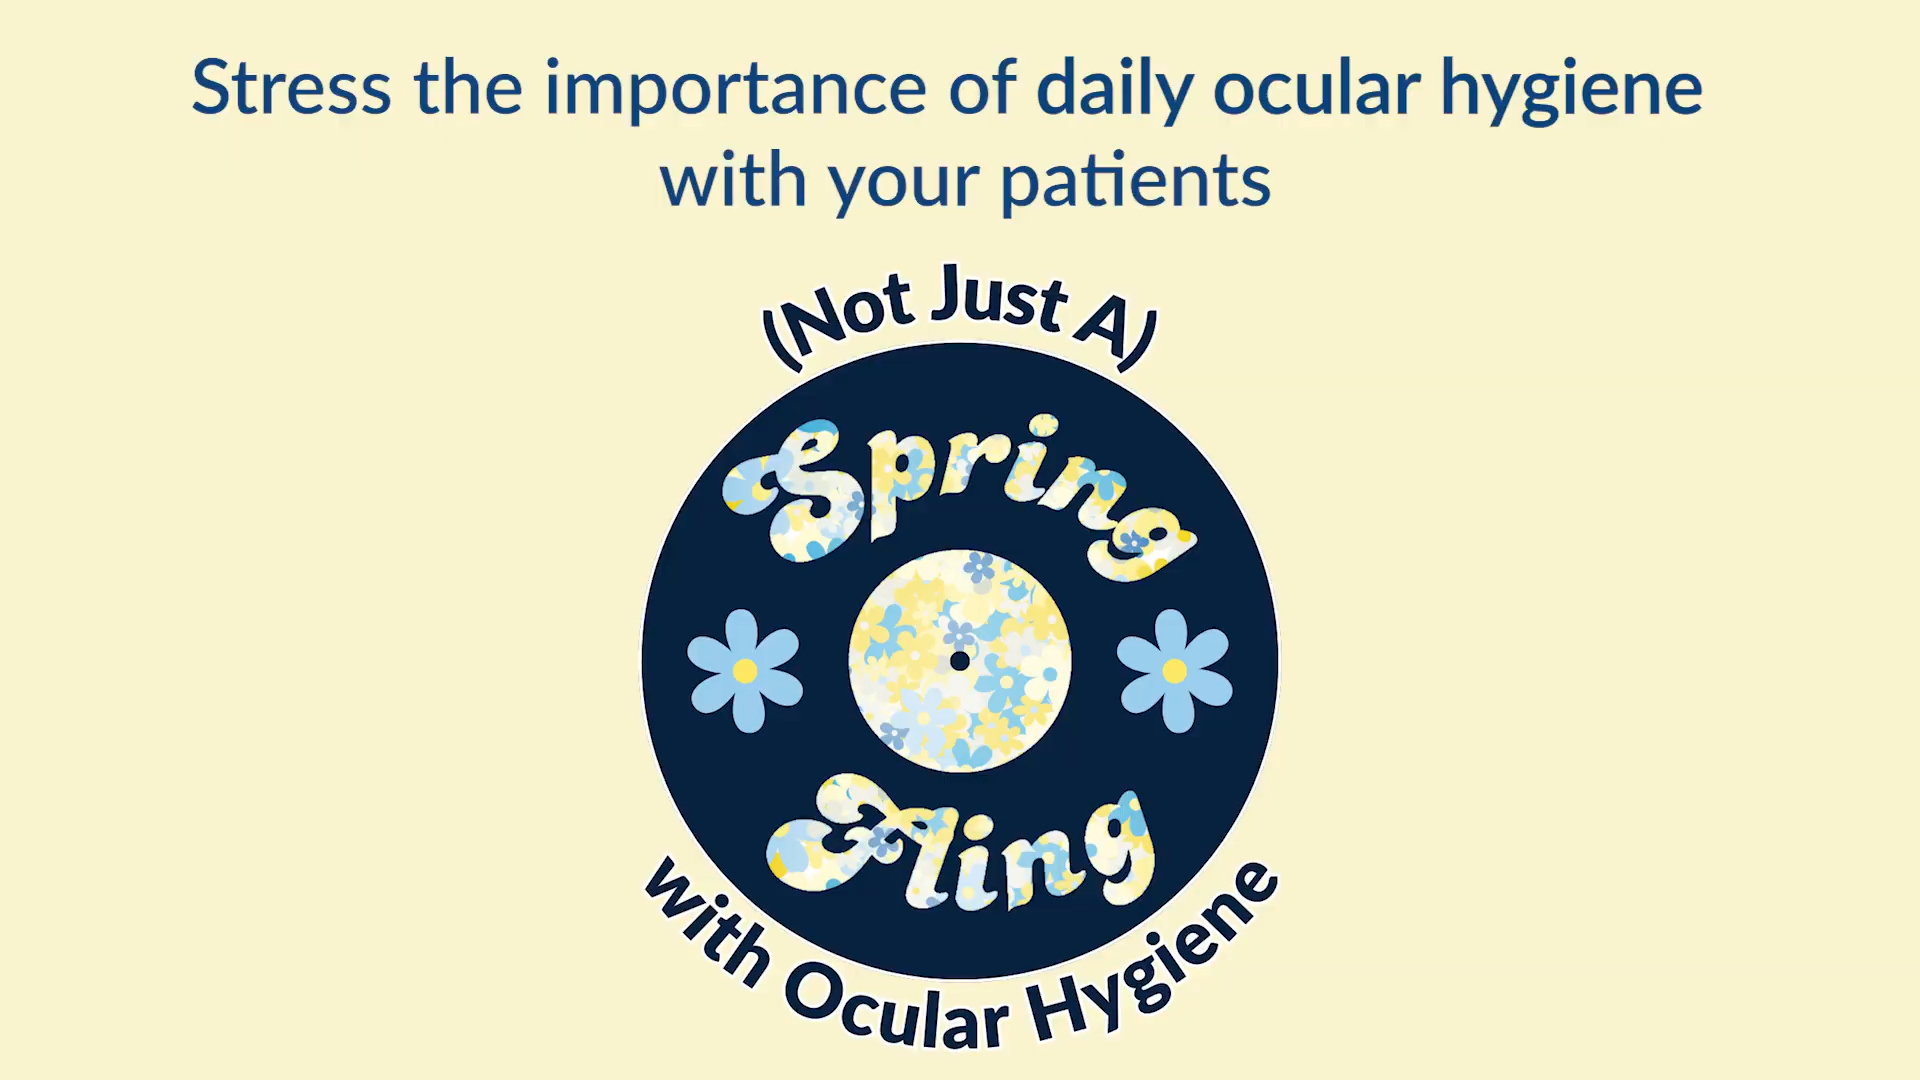 Stress the importance of daily ocular hygiene
with your patients
(Not Just A)
Spring
Fling
with Ocular Hygiene